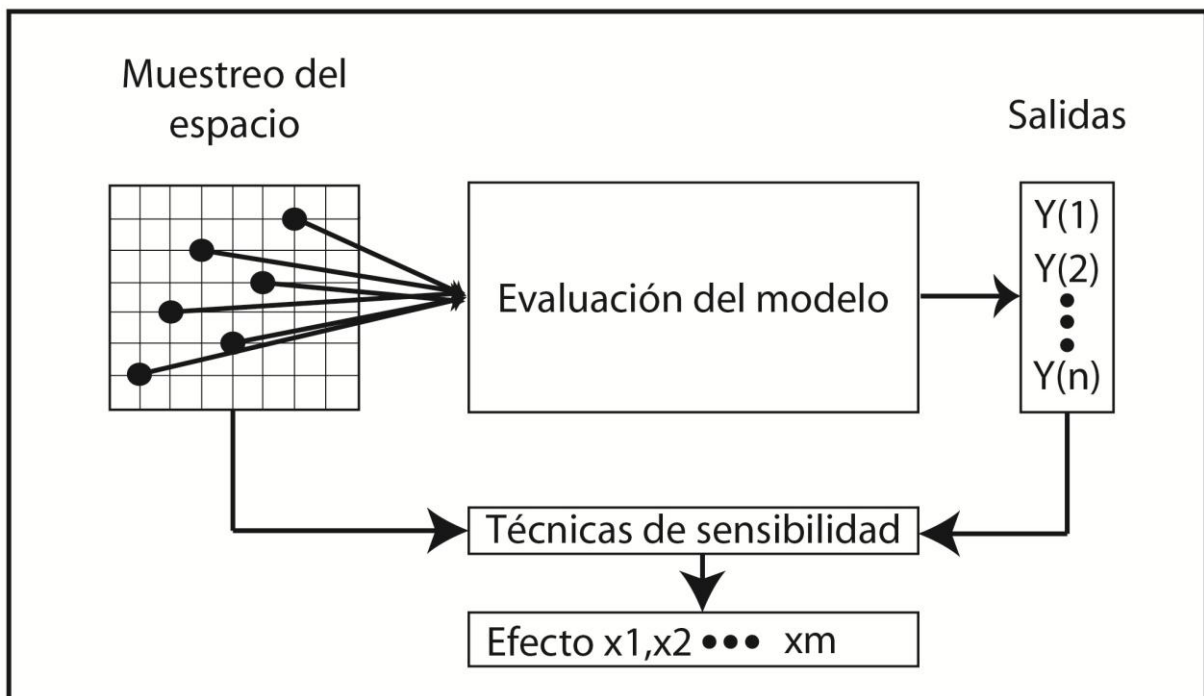 Muestreo del
espacio
Salidas
Evaluación del modelo
Y(1)
Y(2)
Y(n)
Técnicas de sensibilidad
Efecto x1,x2 ••• xm